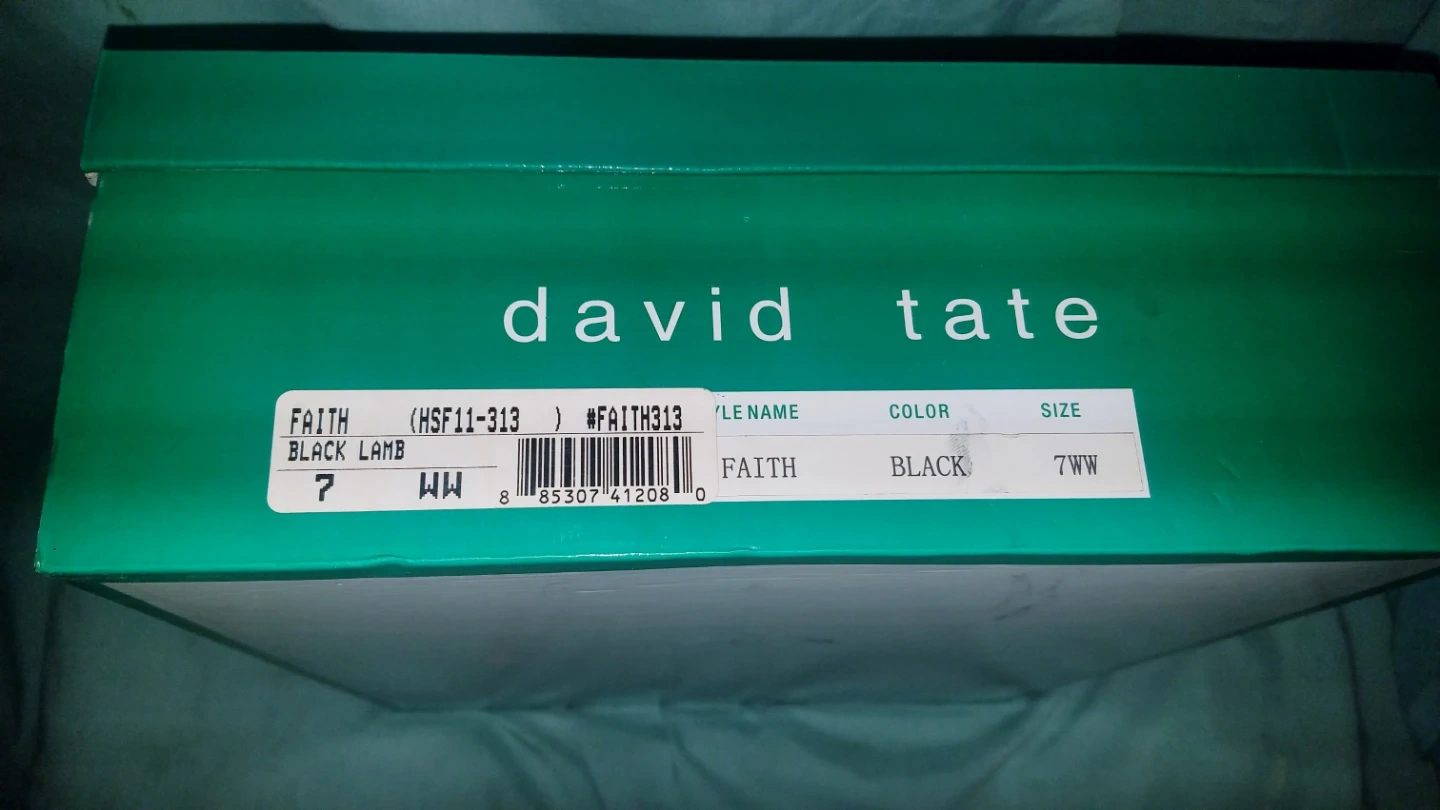 david tate
FAITH (HSF11-313 ) #FAITH313
BLACK LAMB
7 WW
8 85307 41208 0
YLE NAME COLOR SIZE
FAITH BLACK 7WW